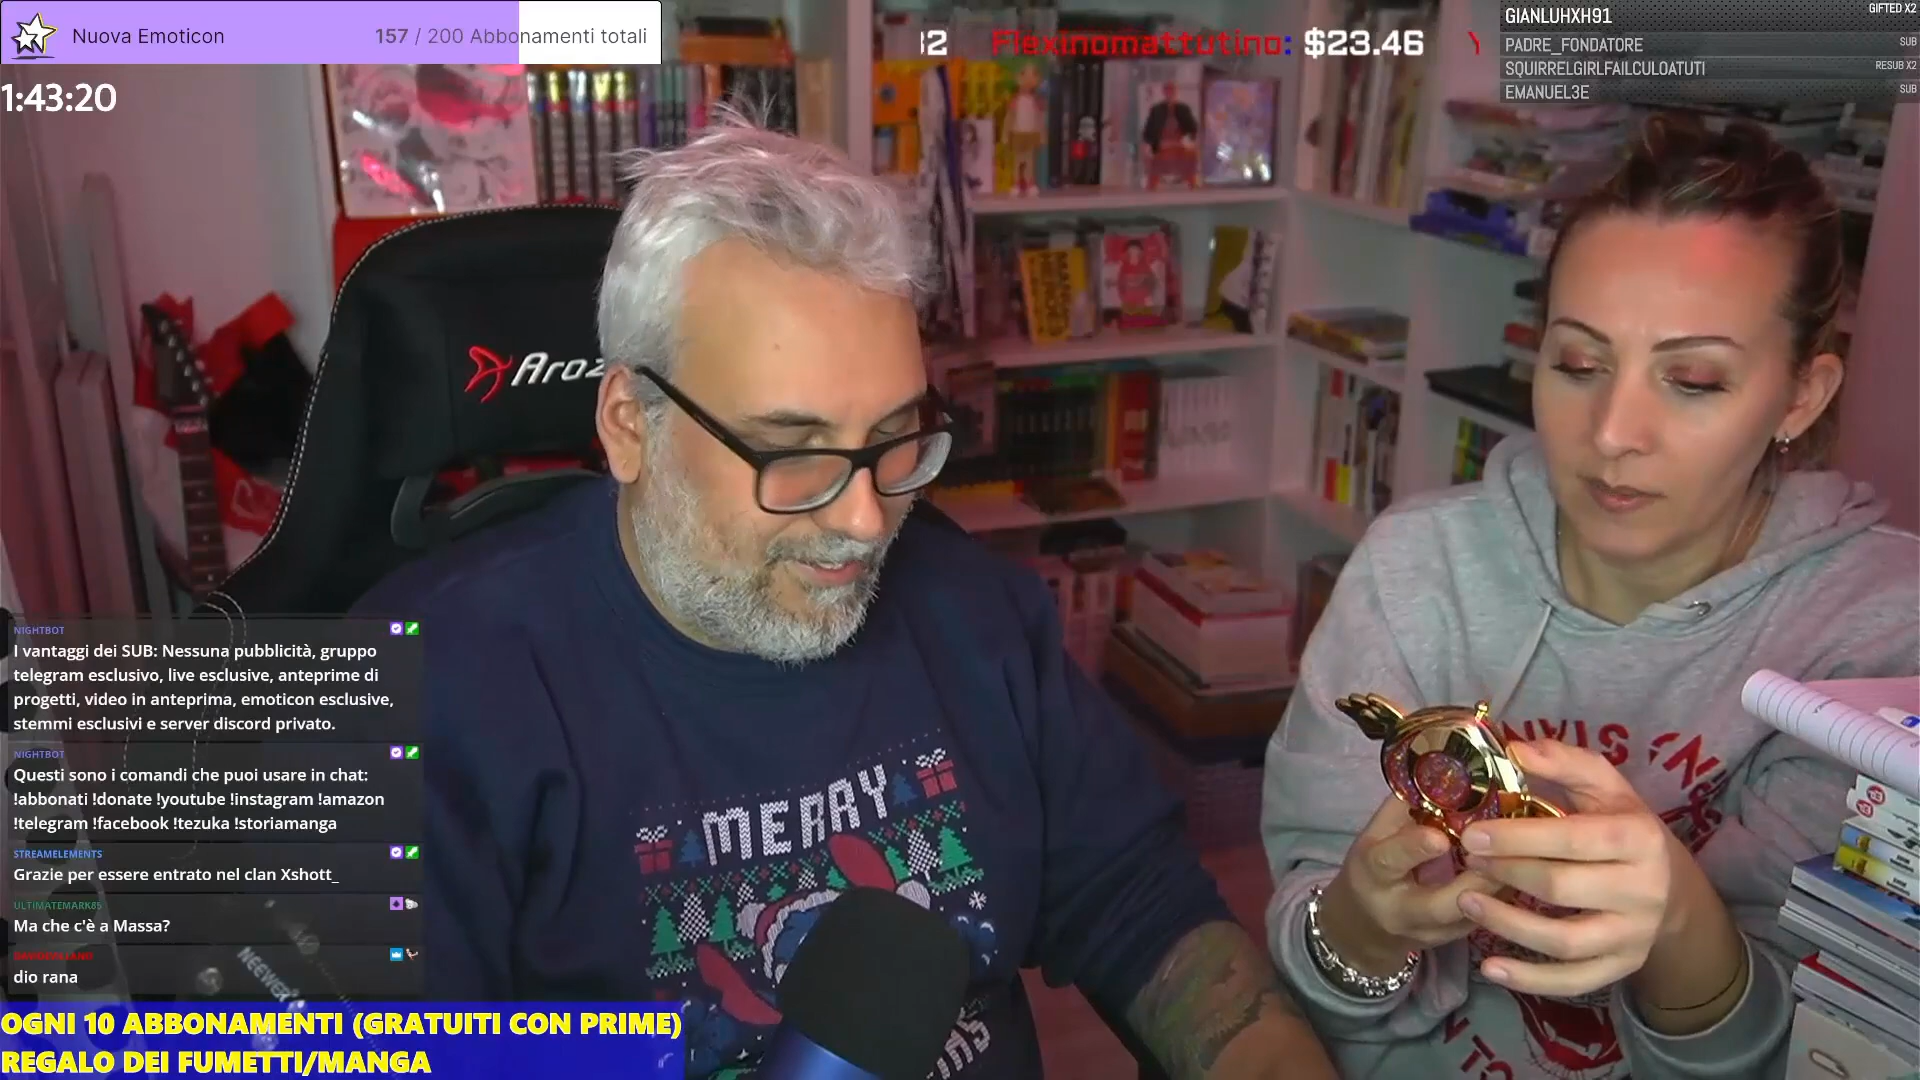 Nuova Emoticon
157 / 200 Abbonamenti totali
1:43:20
Flexinomattutino: $23.46
GIANLUHXH91 GIFTED X2
PADRE_FONDATORE SUB
SQUIRRELGIRLFAILCULOATUTI RESUB X2
EMANUEL3E SUB
Aroz
NIGHTBOT
I vantaggi dei SUB: Nessuna pubblicità, gruppo
telegram esclusivo, live esclusive, anteprime di
progetti, video in anteprima, emoticon esclusive,
stemmi esclusivi e server discord privato.
NIGHTBOT
Questi sono i comandi che puoi usare in chat:
!abbonati !donate !youtube !instagram !amazon
!telegram !facebook !tezuka !storiamanga
STREAMELEMENTS
Grazie per essere entrato nel clan Xshott_
ULTIMATEMARK85
Ma che c'è a Massa?
dio rana
NEEWER
MERRY
OGNI 10 ABBONAMENTI (GRATUITI CON PRIME)
REGALO DEI FUMETTI/MANGA